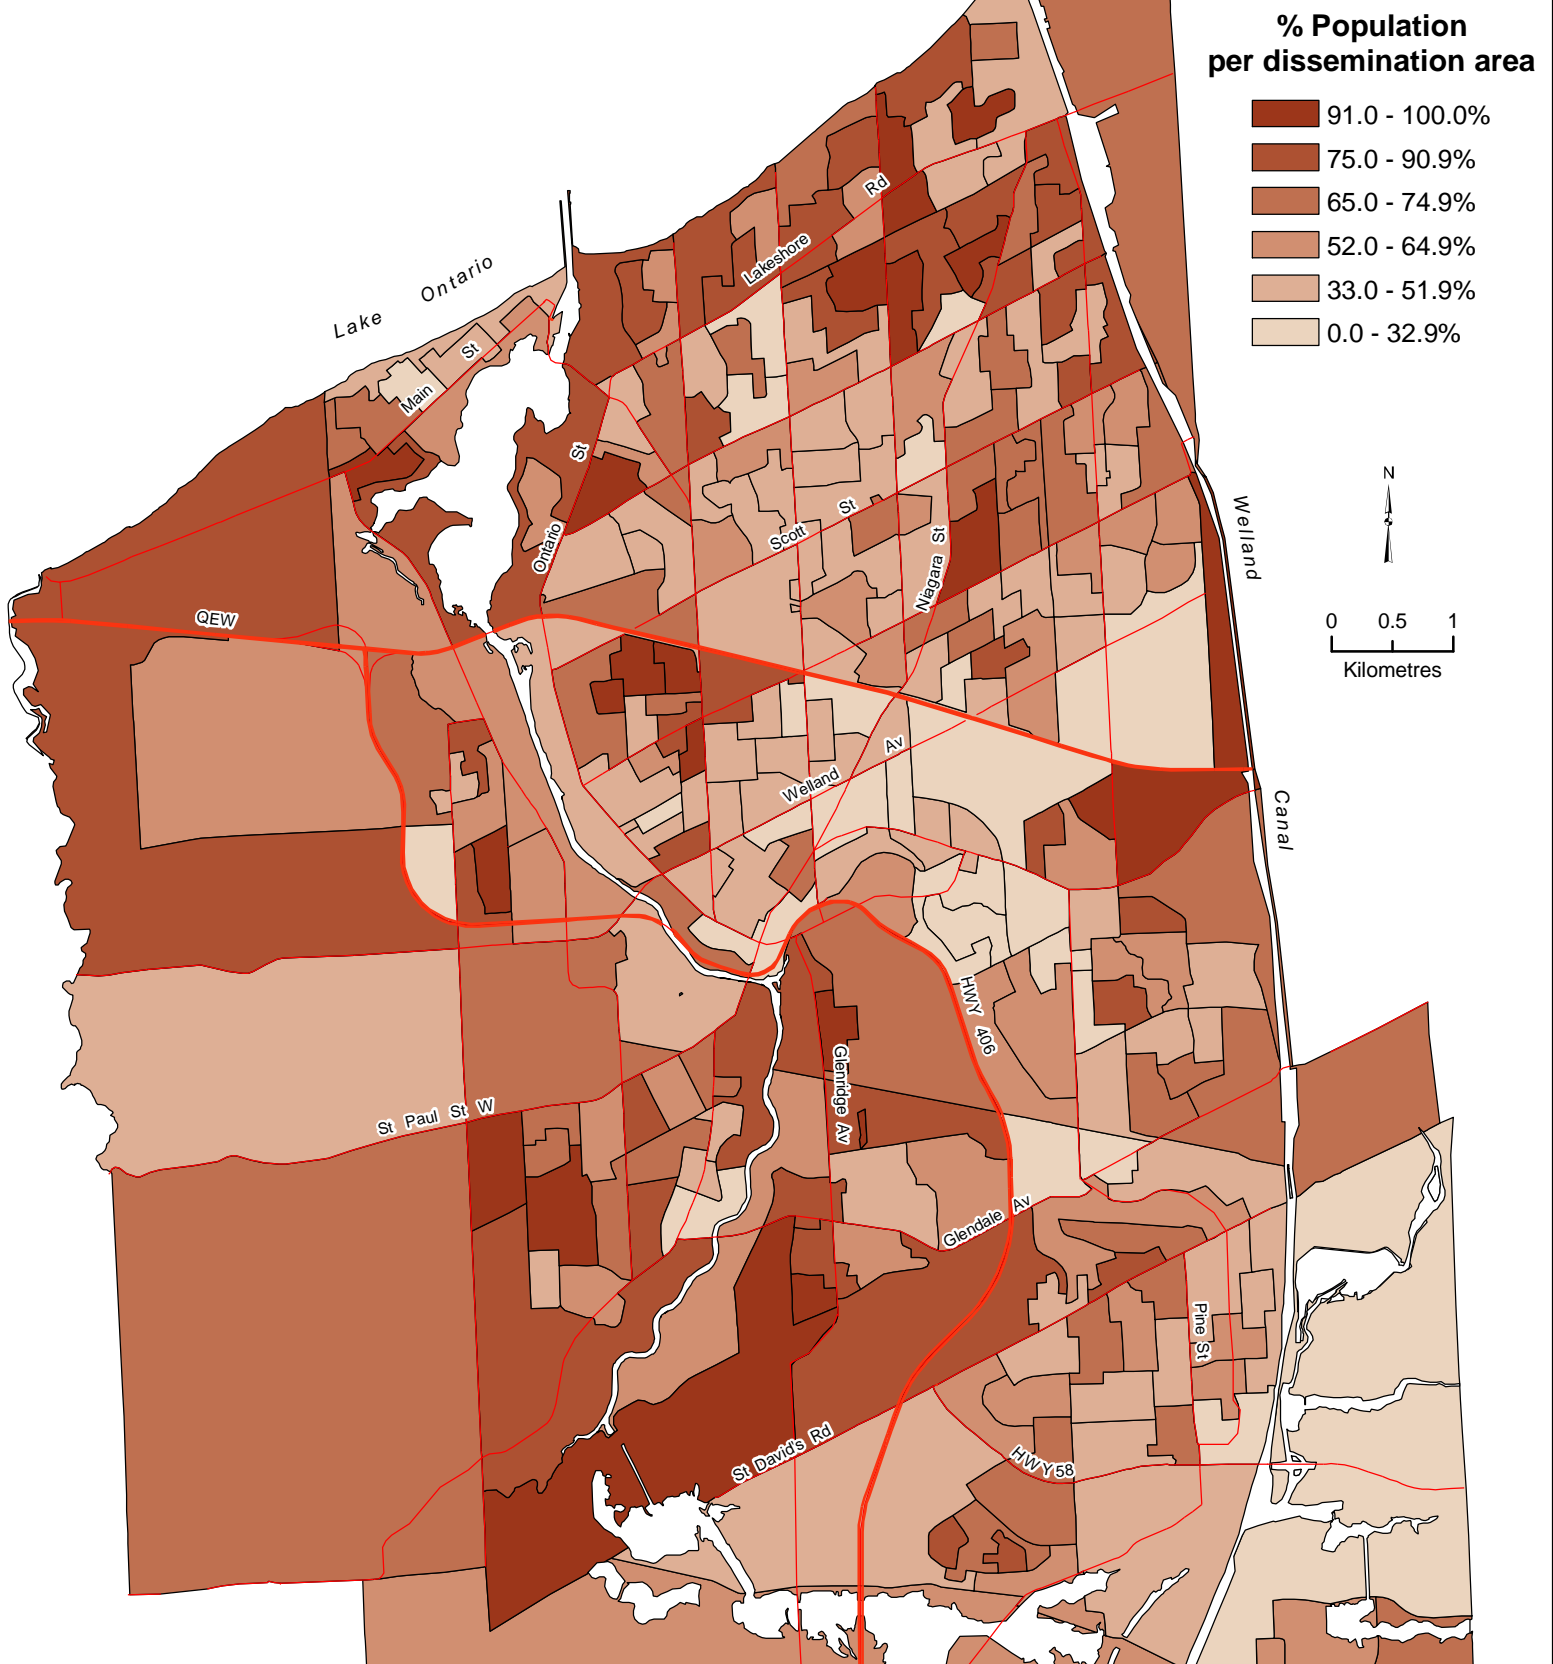 % Population
per dissemination area
91.0 - 100.0%
75.0 - 90.9%
65.0 - 74.9%
52.0 - 64.9%
33.0 - 51.9%
0.0 - 32.9%
Rd
Lakeshore
Lake Ontario
Main St
St
Ontario
Scott St
Niagara St
Welland
N
0 0.5 1
Kilometres
QEW
Welland Av
Canal
HWY 406
Glenridge Av
St Paul St W
Glendale Av
Pine St
St David's Rd
HWY58